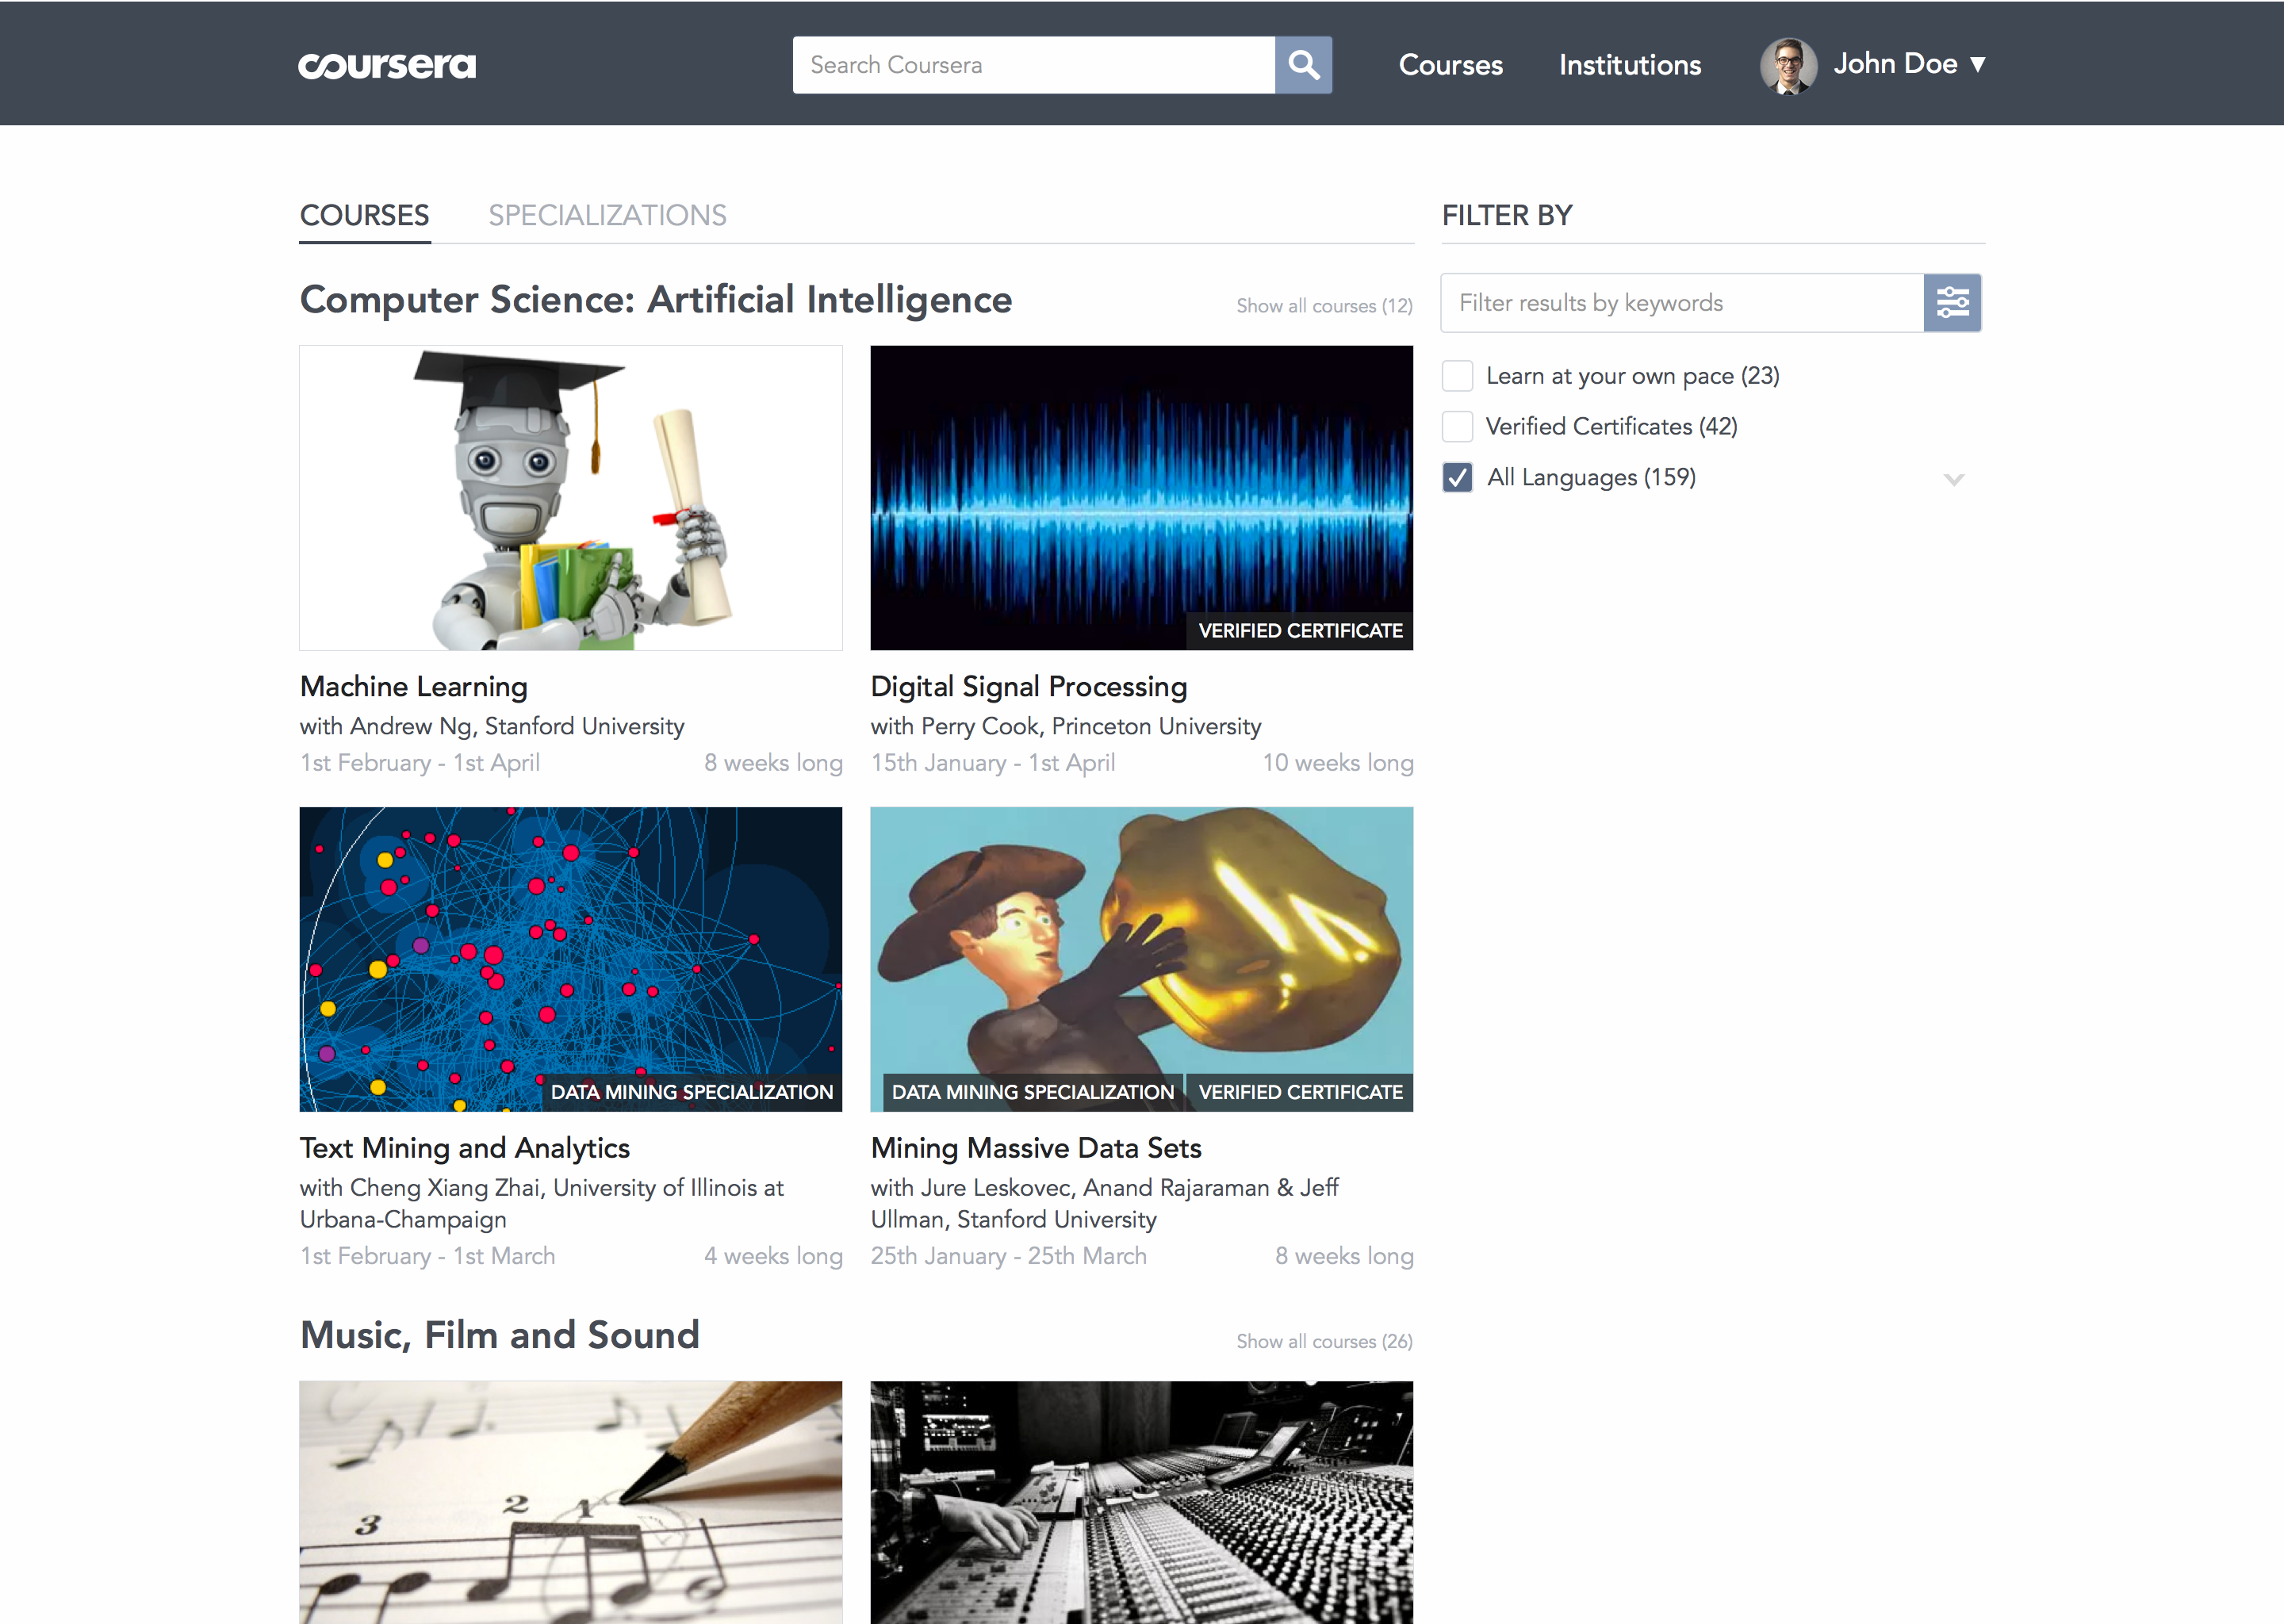 coursera
Search Coursera
Courses
Institutions
John Doe ▼
COURSES
SPECIALIZATIONS
FILTER BY
Computer Science: Artificial Intelligence
Show all courses (12)
Filter results by keywords
Learn at your own pace (23)
Verified Certificates (42)
All Languages (159)
VERIFIED CERTIFICATE
Machine Learning
with Andrew Ng, Stanford University
1st February - 1st April
8 weeks long
Digital Signal Processing
with Perry Cook, Princeton University
15th January - 1st April
10 weeks long
DATA MINING SPECIALIZATION
DATA MINING SPECIALIZATION
VERIFIED CERTIFICATE
Text Mining and Analytics
with Cheng Xiang Zhai, University of Illinois at
Urbana-Champaign
1st February - 1st March
4 weeks long
Mining Massive Data Sets
with Jure Leskovec, Anand Rajaraman & Jeff
Ullman, Stanford University
25th January - 25th March
8 weeks long
Music, Film and Sound
Show all courses (26)
3
2
1